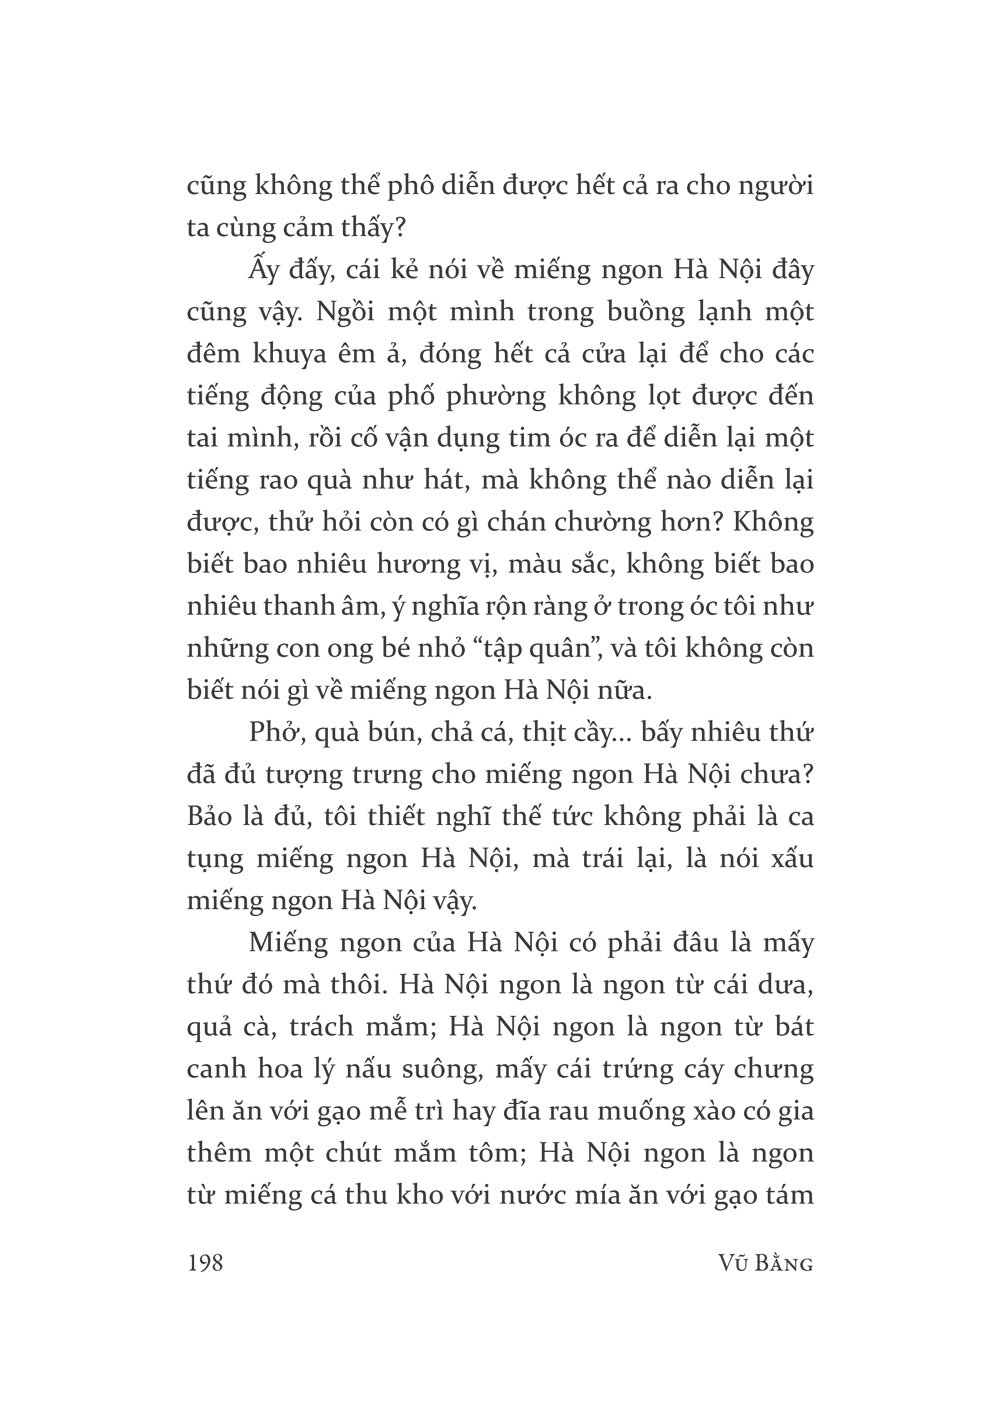 cũng không thể phô diễn được hết cả ra cho người
ta cùng cảm thấy?
Ấy đấy, cái kẻ nói về miếng ngon Hà Nội đây
cũng vậy. Ngồi một mình trong buồng lạnh một
đêm khuya êm ả, đóng hết cả cửa lại để cho các
tiếng động của phố phường không lọt được đến
tai mình, rồi cố vận dụng tim óc ra để diễn lại một
tiếng rao quà như hát, mà không thể nào diễn lại
được, thử hỏi còn có gì chán chường hơn? Không
biết bao nhiêu hương vị, màu sắc, không biết bao
nhiêu thanh âm, ý nghĩa rộn ràng ở trong óc tôi như
những con ong bé nhỏ “tập quân”, và tôi không còn
biết nói gì về miếng ngon Hà Nội nữa.
Phở, quà bún, chả cá, thịt cầy... bấy nhiêu thứ
đã đủ tượng trưng cho miếng ngon Hà Nội chưa?
Bảo là đủ, tôi thiết nghĩ thế tức không phải là ca
tụng miếng ngon Hà Nội, mà trái lại, là nói xấu
miếng ngon Hà Nội vậy.
Miếng ngon của Hà Nội có phải đâu là mấy
thứ đó mà thôi. Hà Nội ngon là ngon từ cái dưa,
quả cà, trách mắm; Hà Nội ngon là ngon từ bát
canh hoa lý nấu suông, mấy cái trứng cáy chưng
lên ăn với gạo mễ trì hay đĩa rau muống xào có gia
thêm một chút mắm tôm; Hà Nội ngon là ngon
từ miếng cá thu kho với nước mía ăn với gạo tám
198 Vũ Bằng